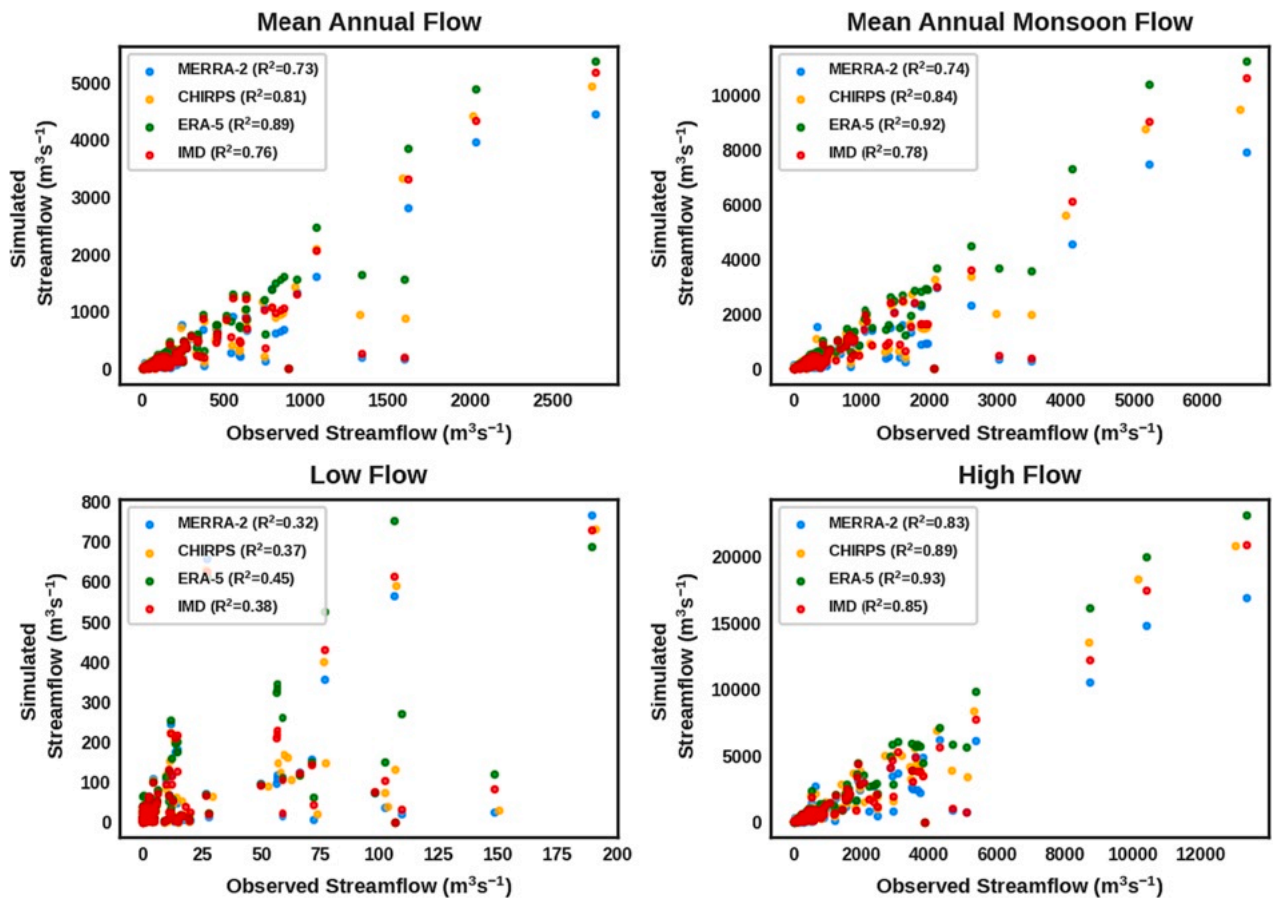 Mean Annual Flow
MERRA-2 (R²=0.73)
CHIRPS (R²=0.81)
ERA-5 (R²=0.89)
IMD (R²=0.76)
Simulated
Streamflow (m³s⁻¹)
5000
4000
3000
2000
1000
0
0 500 1000 1500 2000 2500
Observed Streamflow (m³s⁻¹)
Mean Annual Monsoon Flow
MERRA-2 (R²=0.74)
CHIRPS (R²=0.84)
ERA-5 (R²=0.92)
IMD (R²=0.78)
Simulated
Streamflow (m³s⁻¹)
10000
8000
6000
4000
2000
0
0 1000 2000 3000 4000 5000 6000
Observed Streamflow (m³s⁻¹)
Low Flow
MERRA-2 (R²=0.32)
CHIRPS (R²=0.37)
ERA-5 (R²=0.45)
IMD (R²=0.38)
Simulated
Streamflow (m³s⁻¹)
800
700
600
500
400
300
200
100
0
0 25 50 75 100 125 150 175 200
Observed Streamflow (m³s⁻¹)
High Flow
MERRA-2 (R²=0.83)
CHIRPS (R²=0.89)
ERA-5 (R²=0.93)
IMD (R²=0.85)
Simulated
Streamflow (m³s⁻¹)
20000
15000
10000
5000
0
0 2000 4000 6000 8000 10000 12000
Observed Streamflow (m³s⁻¹)